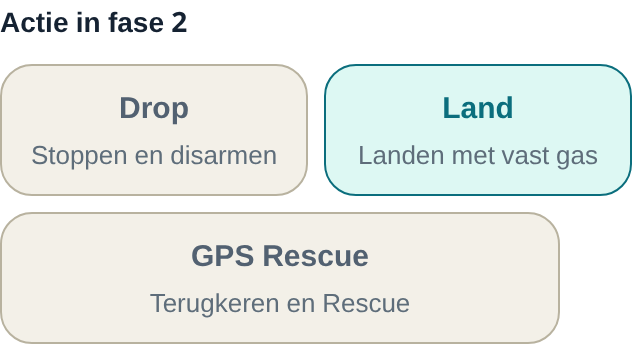 Actie in fase 2
Drop
Stoppen en disarmen
Land
Landen met vast gas
GPS Rescue
Terugkeren en Rescue